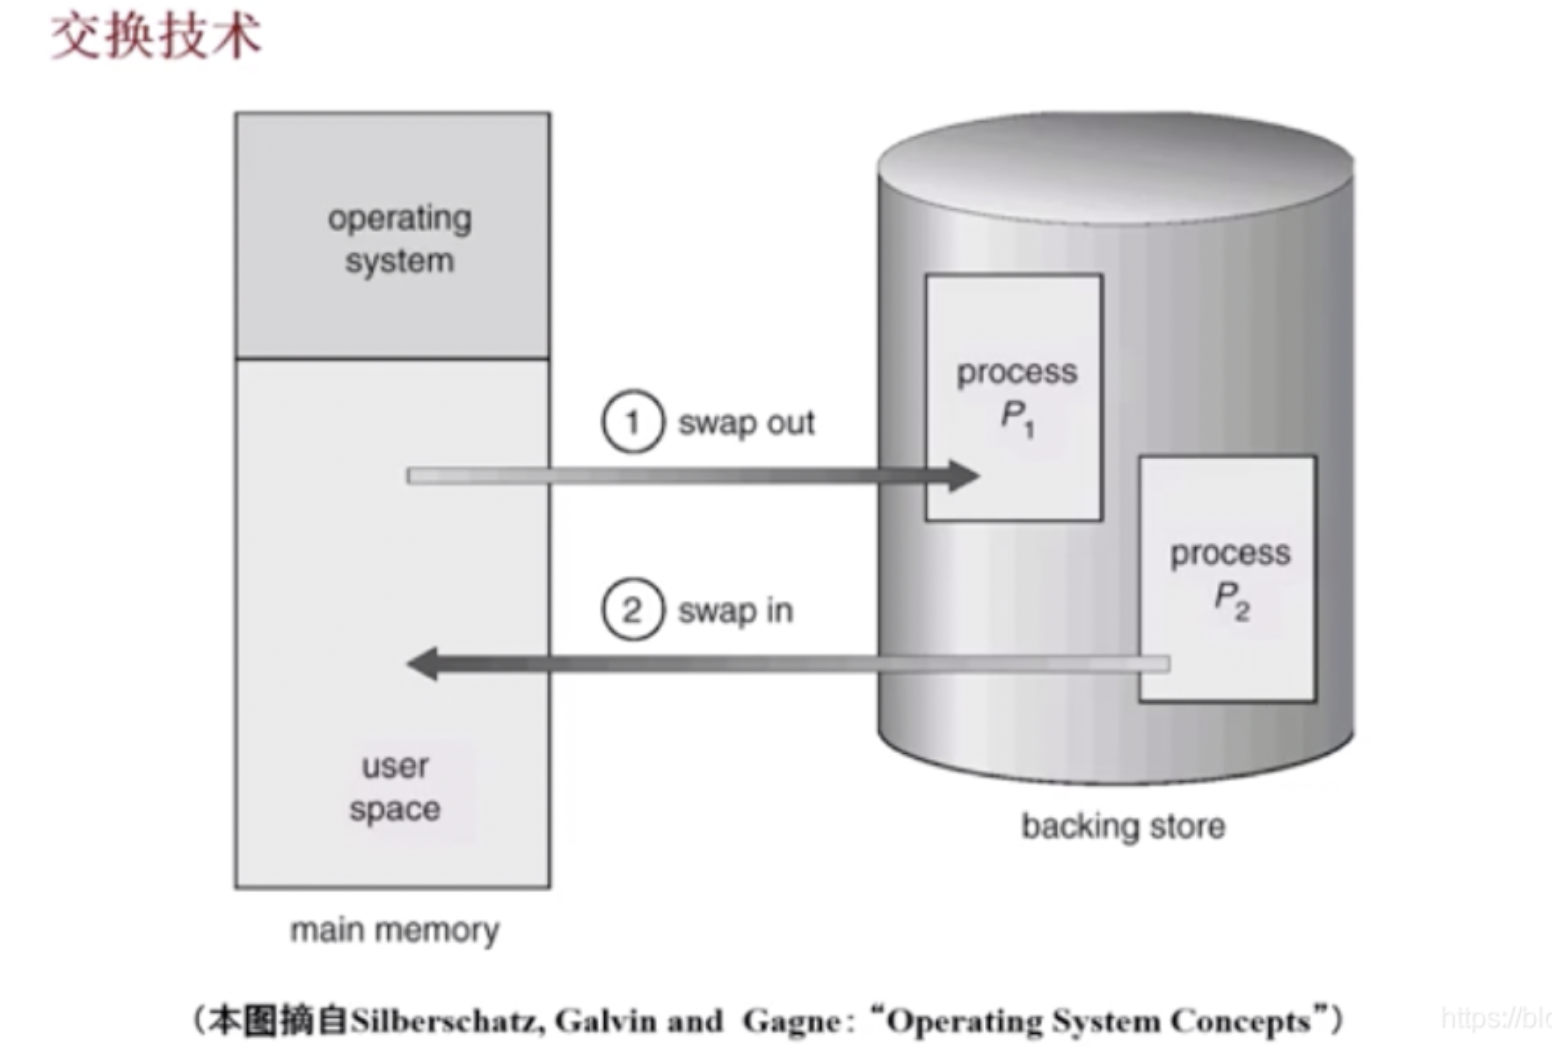 交换技术
operating
system
1 swap out
process
P1
2 swap in
process
P2
user
space
backing store
main memory
（本图摘自Silberschatz, Galvin and Gagne: “Operating System Concepts”）
https://blo